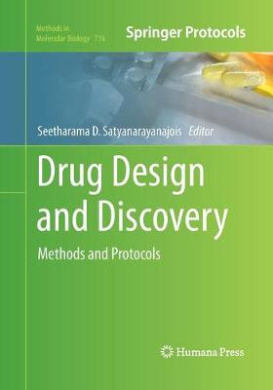 Methods in
Molecular Biology 716
Springer Protocols
Seetharama D. Satyanarayanajois Editor
Drug Design
and Discovery
Methods and Protocols
Humana Press